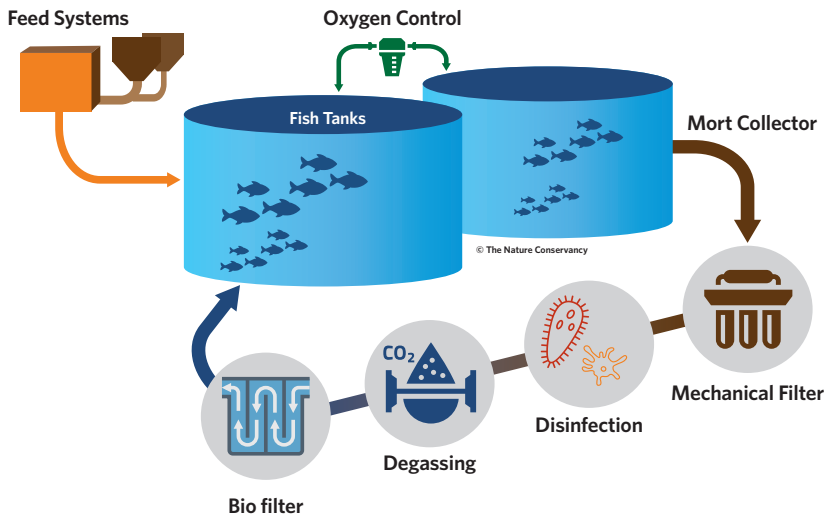 Feed Systems
Oxygen Control
Fish Tanks
Mort Collector
© The Nature Conservancy
CO₂
Mechanical Filter
Disinfection
Degassing
Bio filter